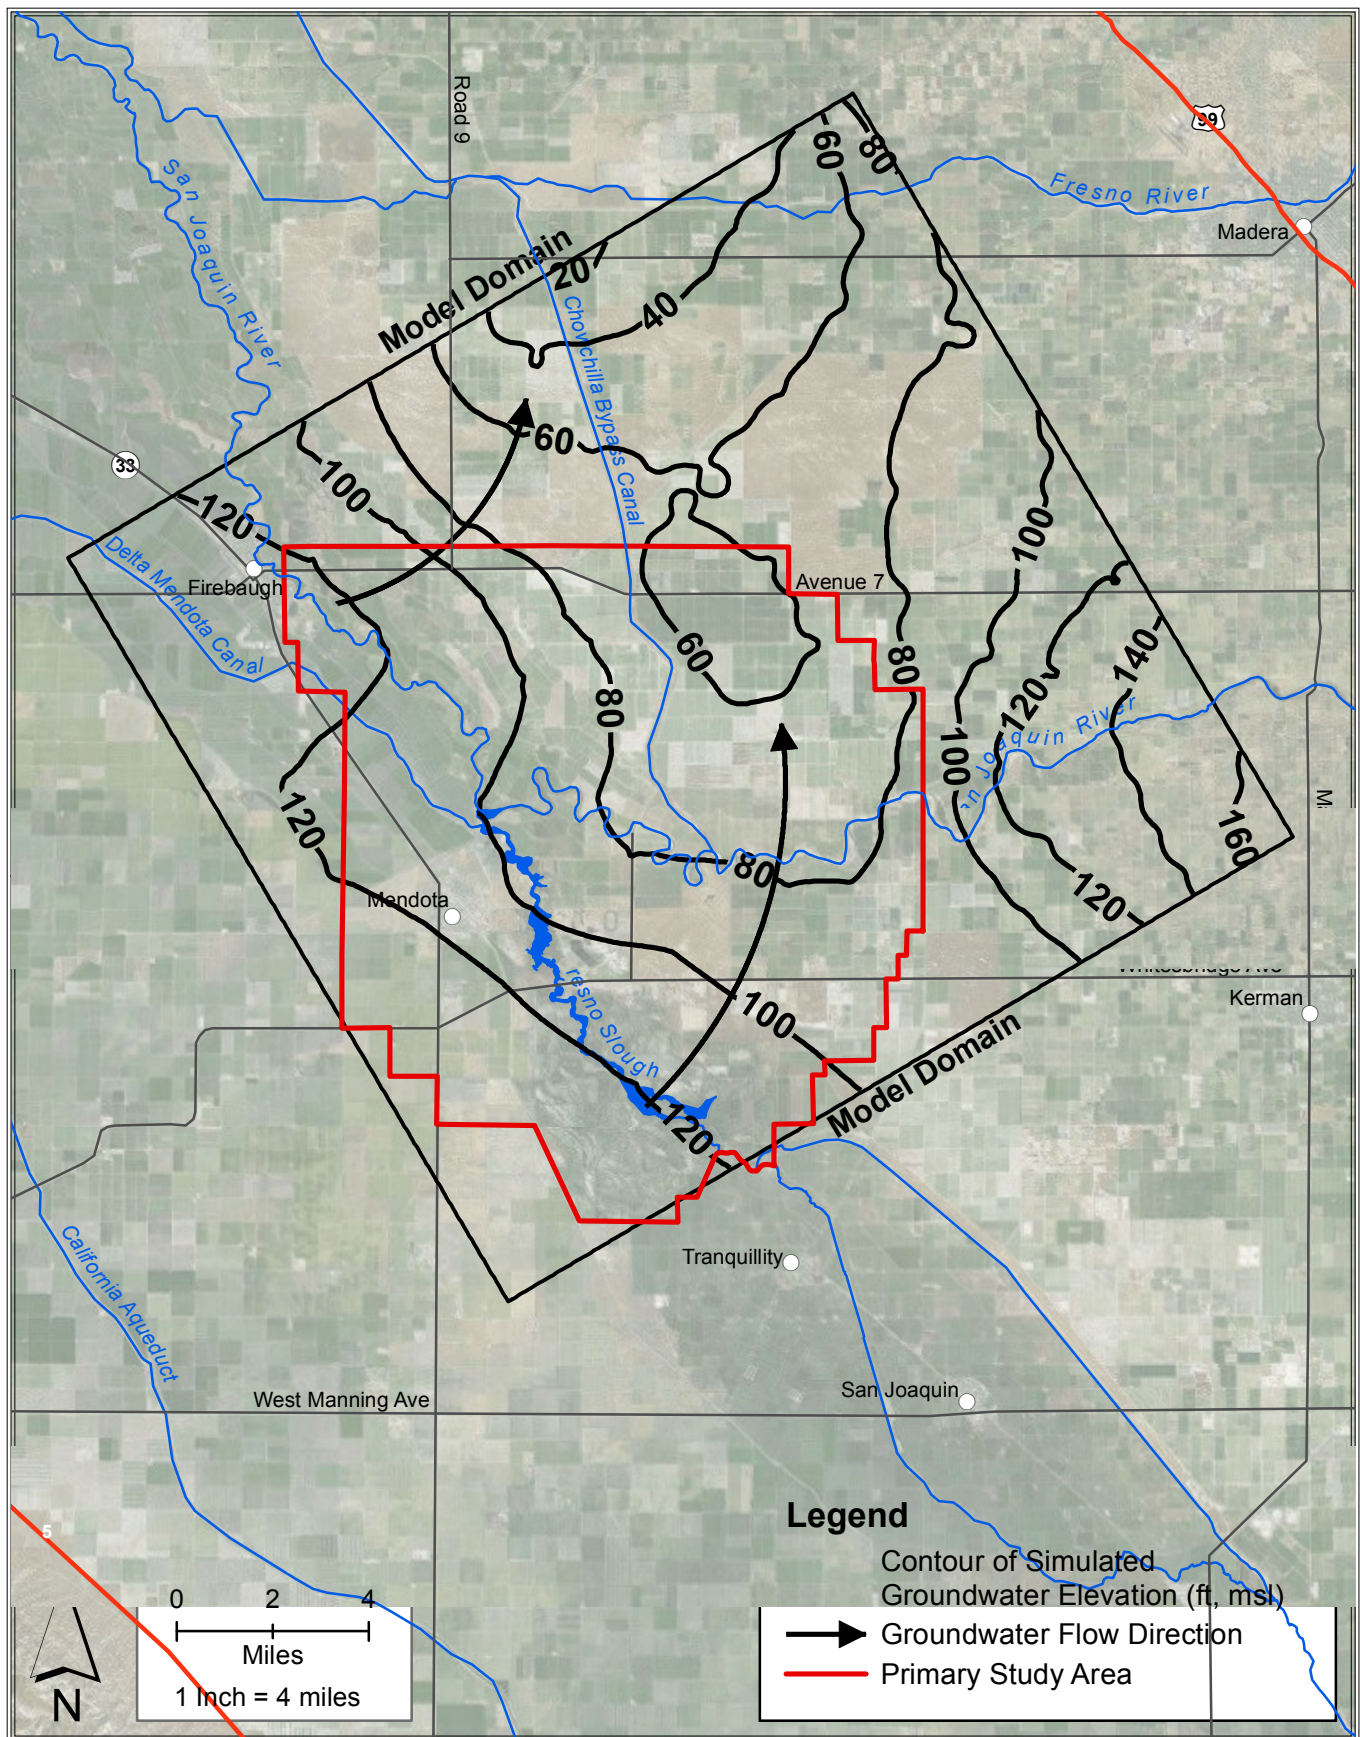 Road 9
99
San Joaquin River
Fresno River
Madera
60
80
Model Domain
20
40
Chowchilla Bypass Canal
33
60
100
120
Delta Mendota Canal
Firebaugh
Avenue 7
100
60
80
80
140
120
100
Joaquin River
120
80
160
120
Mendota
Kerman
resno Slough
100
Model Domain
120
Tranquillity
California Aqueduct
San Joaquin
West Manning Ave
5
Legend
Contour of Simulated
Groundwater Elevation (ft, msl)
Groundwater Flow Direction
Primary Study Area
0 2 4
Miles
1 Inch = 4 miles
N